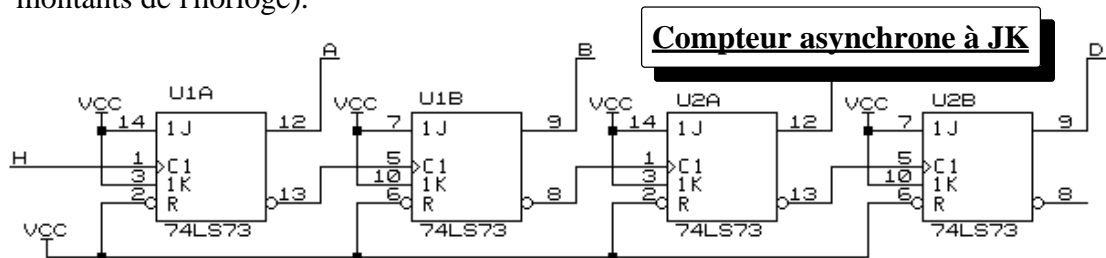 montants de l'horloge).
Compteur asynchrone à JK
A B D
VCC U1A VCC U1B VCC U2A VCC U2B
14 1J 12 7 1J 9 14 1J 12 7 1J 9
H 1 C1 5 C1 1 C1 5 C1
3 1K 10 1K 3 1K 10 1K
2 R 13 6 R 8 2 R 13 6 R 8
74LS73 74LS73 74LS73 74LS73
VCC